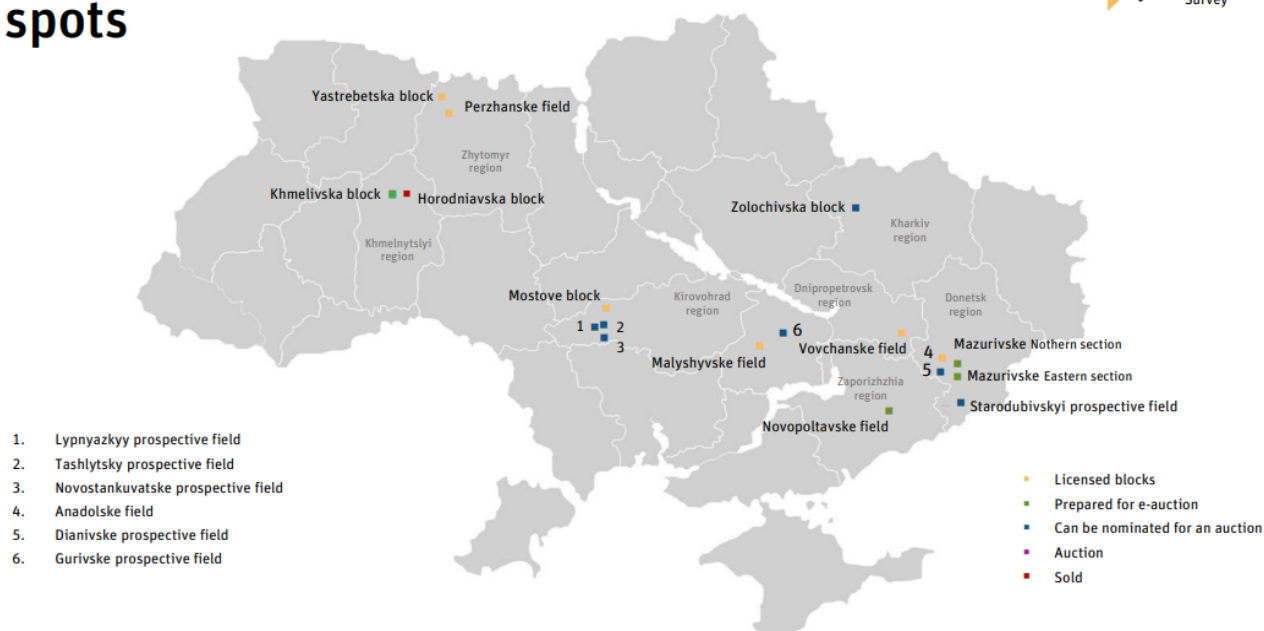 spots
Survey
Yastrebetska block
Perzhanske field
Zhytomyr
region
Khmelivska block
Horodniavska block
Zolochivska block
Kharkiv
region
Khmelnytslyi
region
Mostove block
Kirovohrad
region
Dnipropetrovsk
region
Donetsk
region
1
2
3
6
Malyshyvske field
Vovchanske field
4
Mazurivske Nothern section
5
Mazurivske Eastern section
Zaporizhzhia
region
Starodubivskyi prospective field
Novopoltavske field
1. Lypnyazkyy prospective field
2. Tashlytsky prospective field
3. Novostankuvatske prospective field
4. Anadolske field
5. Dianivske prospective field
6. Gurivske prospective field
Licensed blocks
Prepared for e-auction
Can be nominated for an auction
Auction
Sold